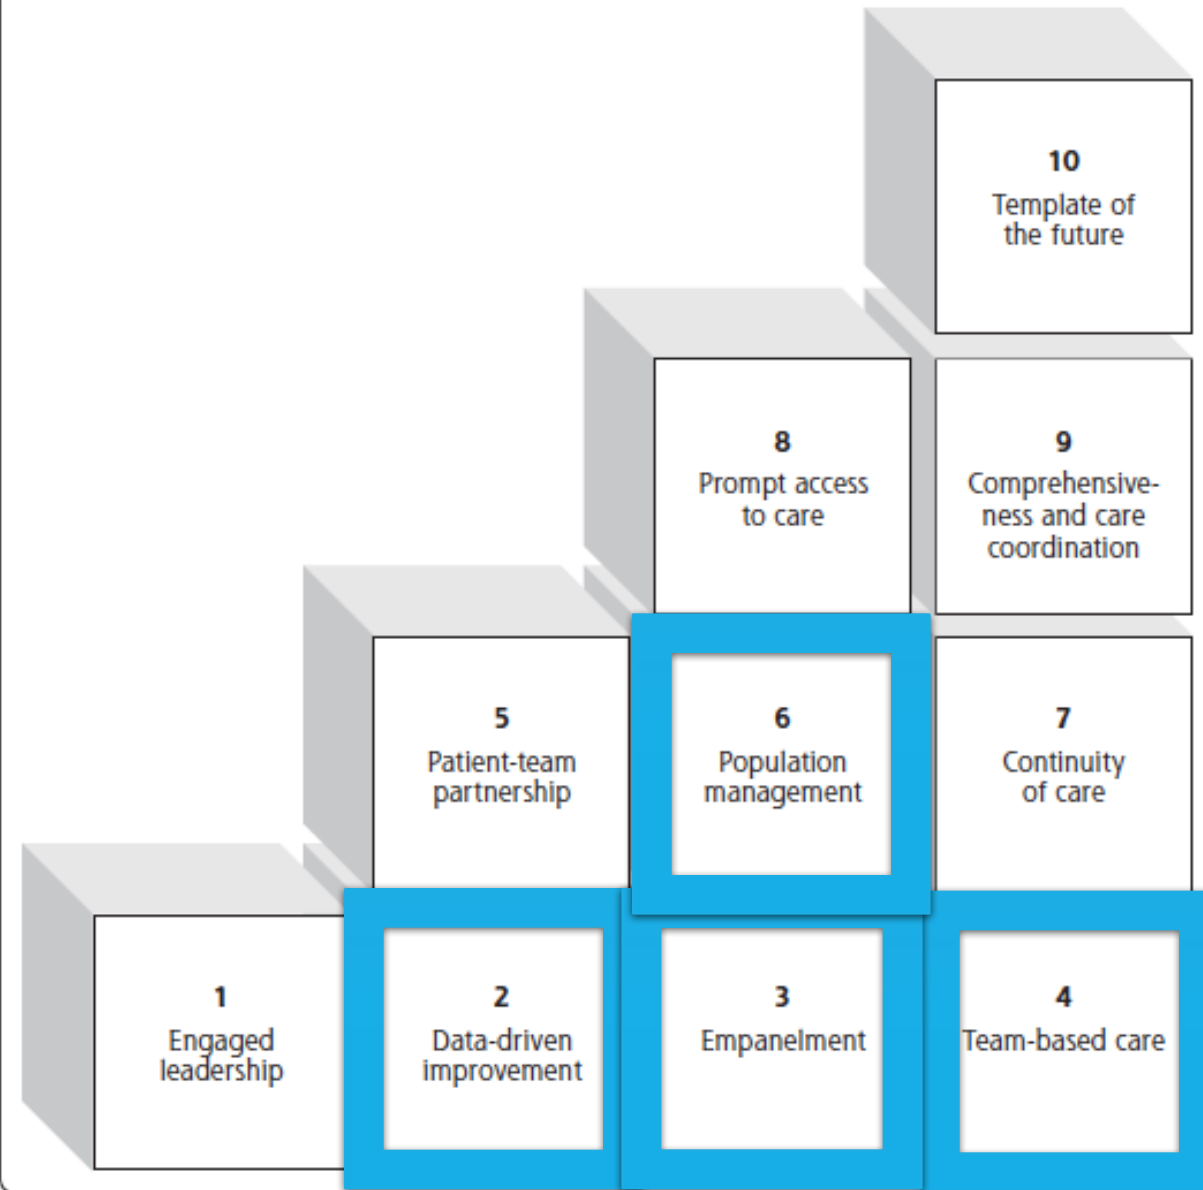 10
Template of
the future
8
Prompt access
to care
9
Comprehensive-
ness and care
coordination
5
Patient-team
partnership
6
Population
management
7
Continuity
of care
1
Engaged
leadership
2
Data-driven
improvement
3
Empanelment
4
Team-based care